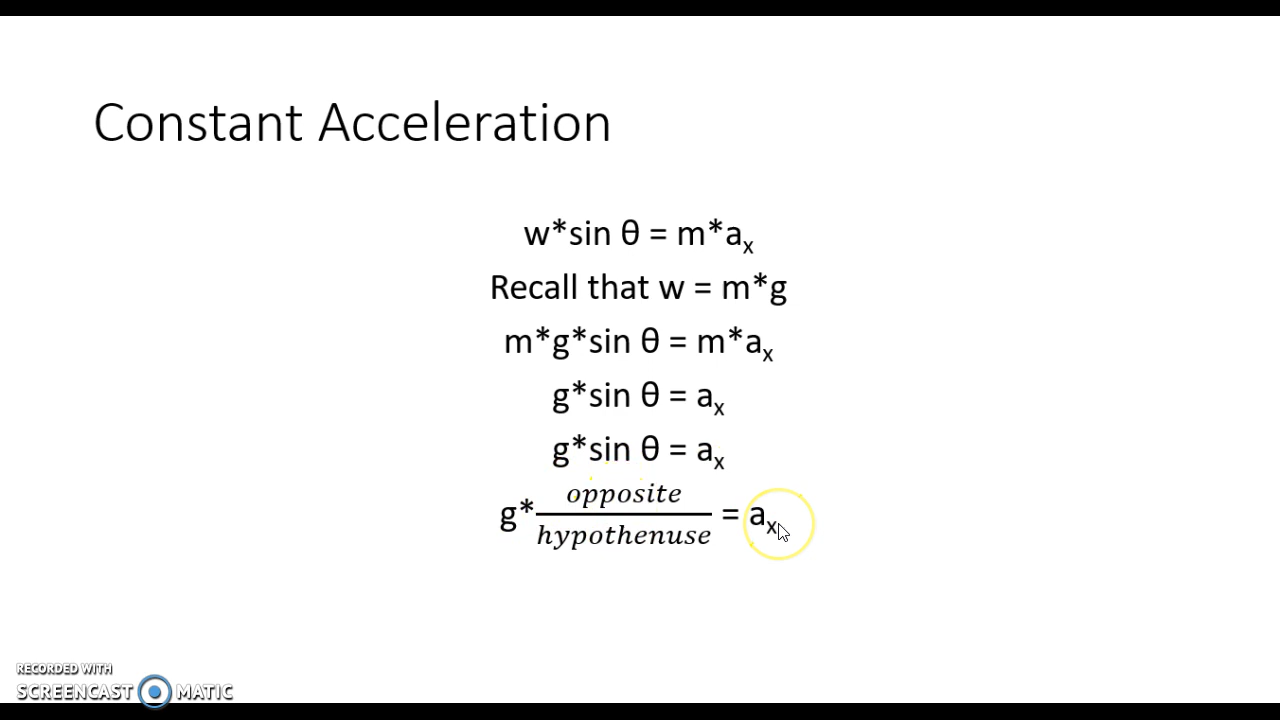 Constant Acceleration
w*sin θ = m*aₓ
Recall that w = m*g
m*g*sin θ = m*aₓ
g*sin θ = aₓ
g*sin θ = aₓ
g*opposite/hypothenuse = aₓ
RECORDED WITH
SCREENCAST MATIC